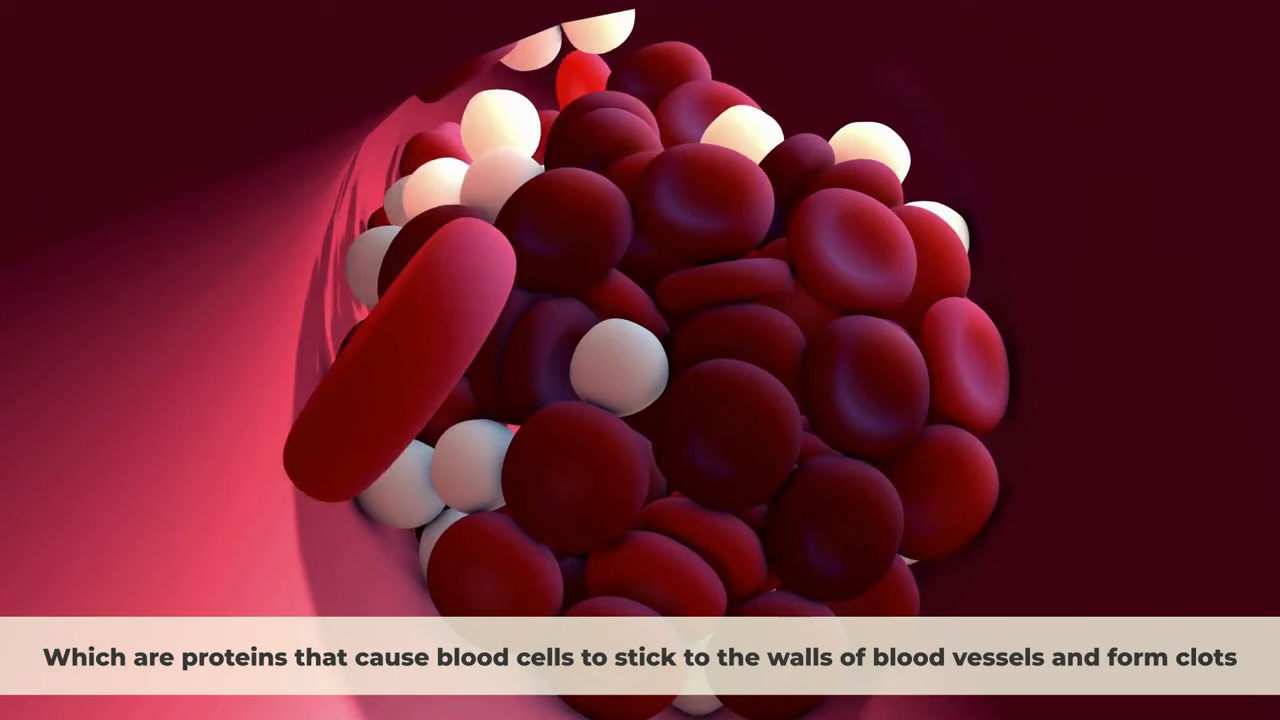 Which are proteins that cause blood cells to stick to the walls of blood vessels and form clots